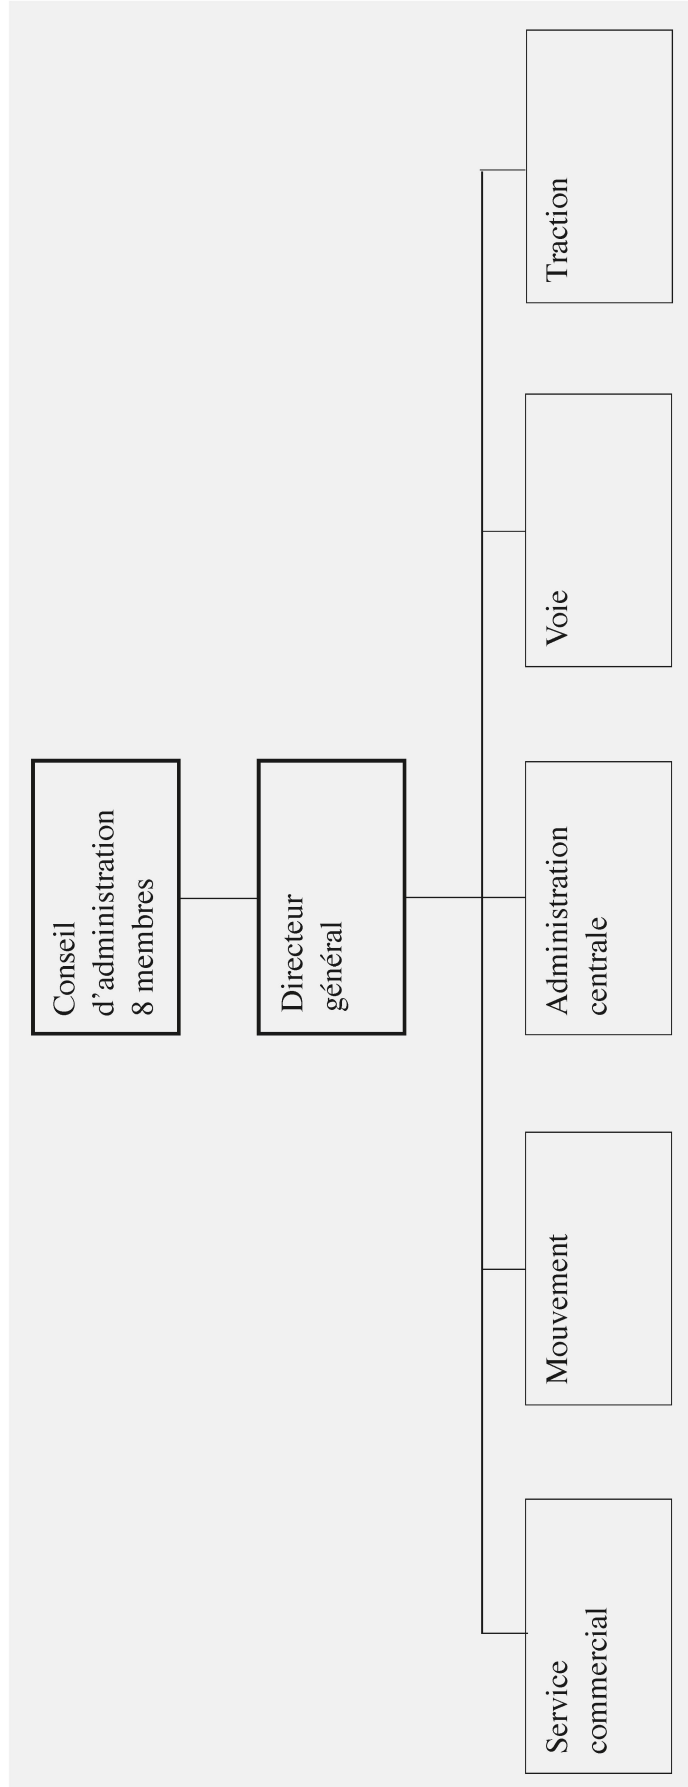 Conseil
d’administration
8 membres
Directeur
général
Service
commercial
Mouvement
Administration
centrale
Voie
Traction